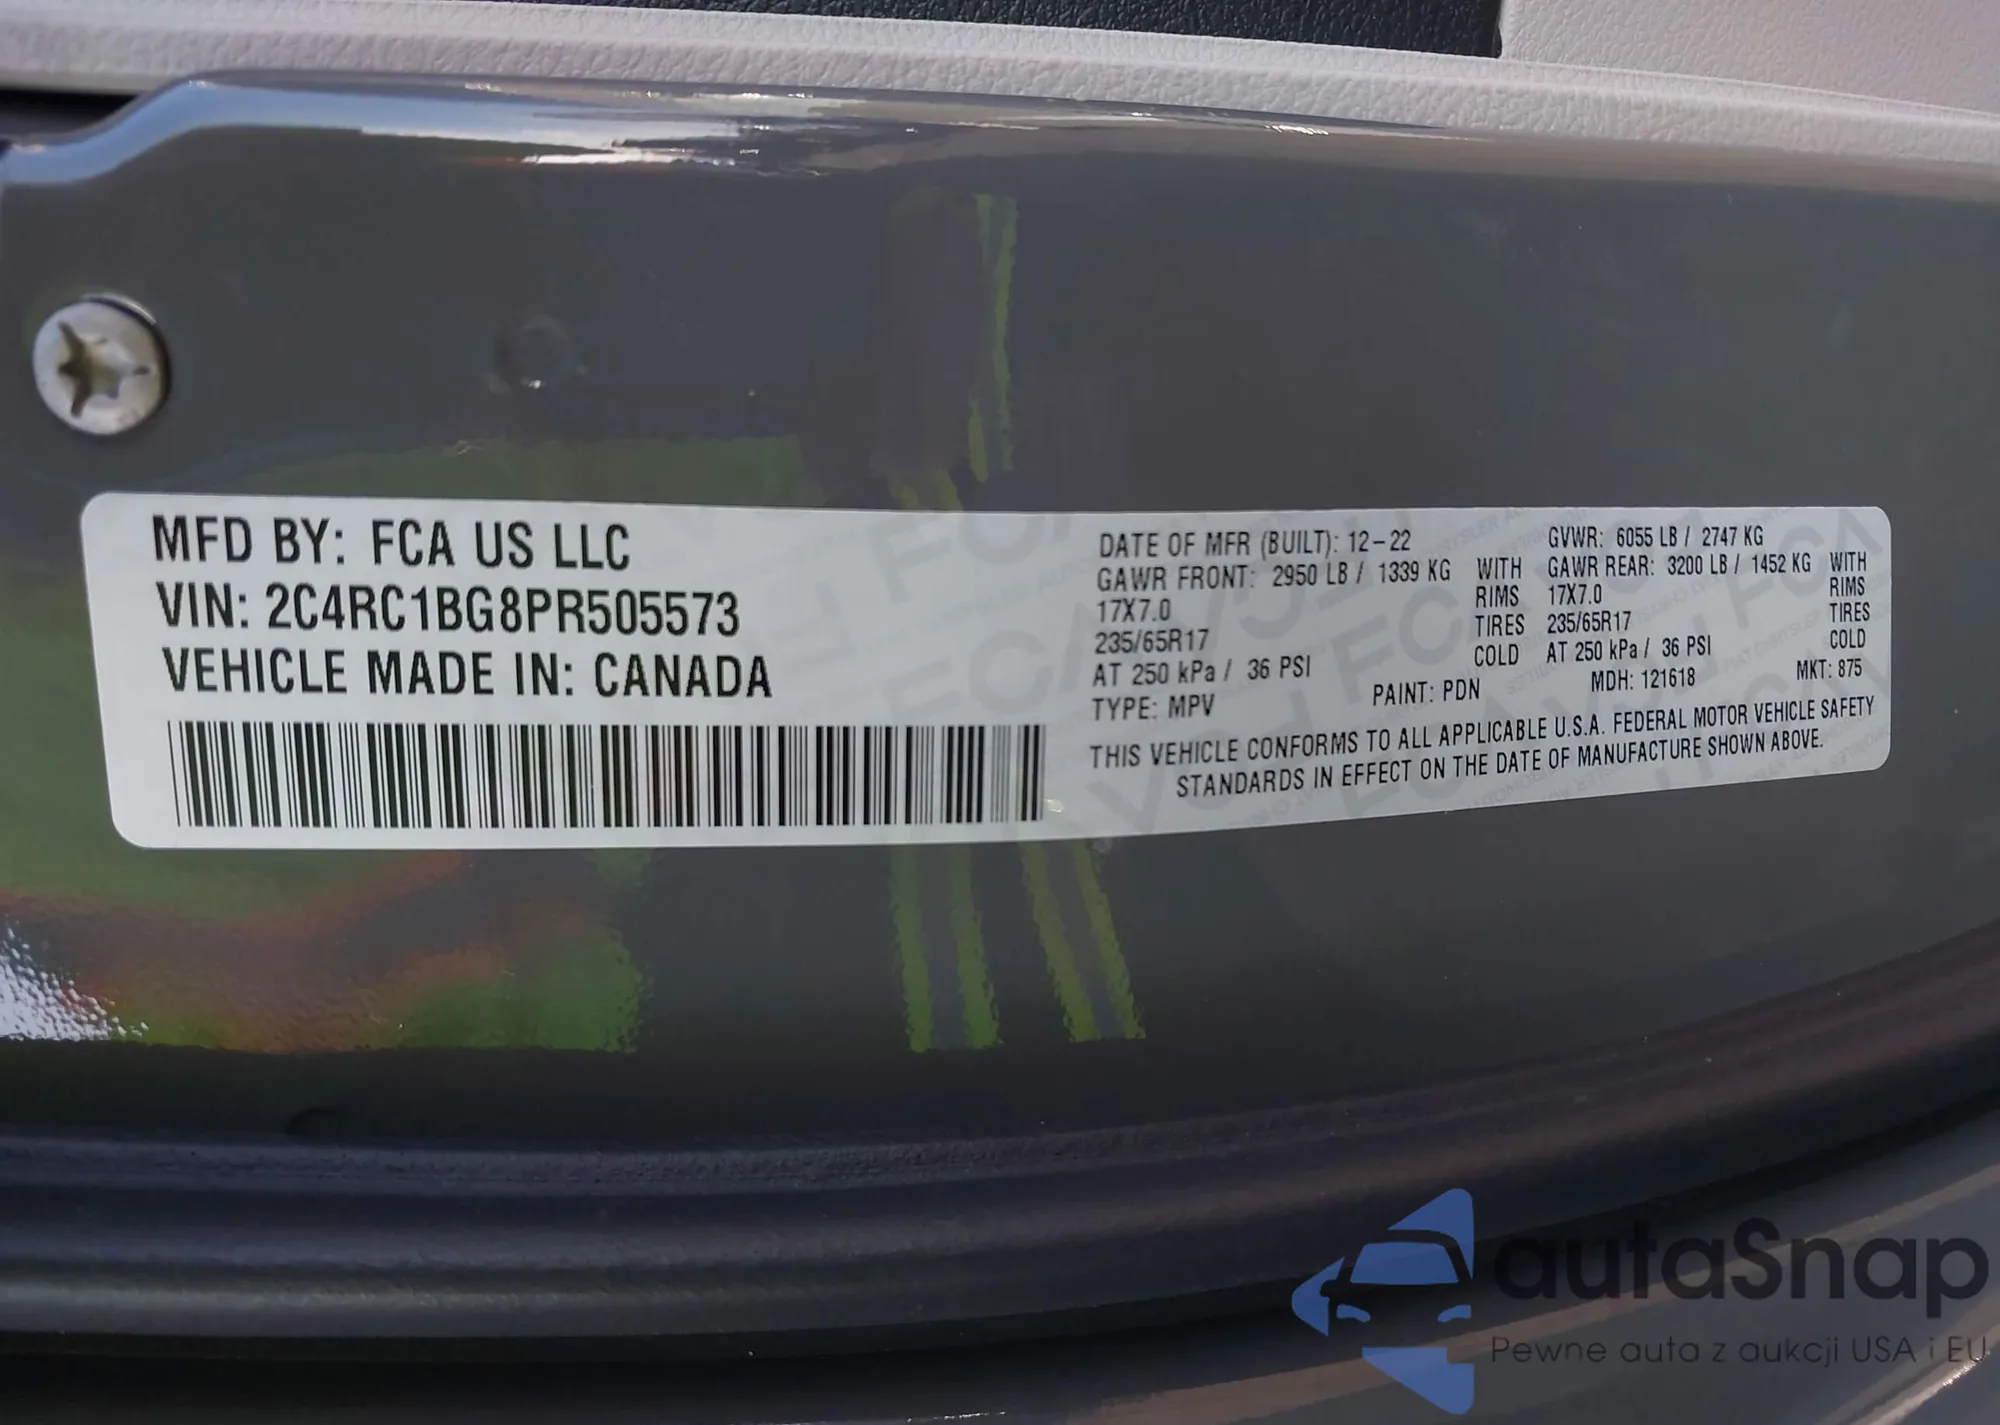 MFD BY: FCA US LLC
VIN: 2C4RC1BG8PR505573
VEHICLE MADE IN: CANADA
DATE OF MFR (BUILT): 12-22 GVWR: 6055 LB / 2747 KG
GAWR FRONT: 2950 LB / 1339 KG WITH GAWR REAR: 3200 LB / 1452 KG WITH
17X7.0 RIMS 17X7.0 RIMS
235/65R17 TIRES 235/65R17 TIRES
AT 250 kPa / 36 PSI COLD AT 250 kPa / 36 PSI COLD
TYPE: MPV PAINT: PDN MDH: 121618 MKT: 875
THIS VEHICLE CONFORMS TO ALL APPLICABLE U.S.A. FEDERAL MOTOR VEHICLE SAFETY
STANDARDS IN EFFECT ON THE DATE OF MANUFACTURE SHOWN ABOVE.
autaSnap
Pewne auta z aukcji USA i EU